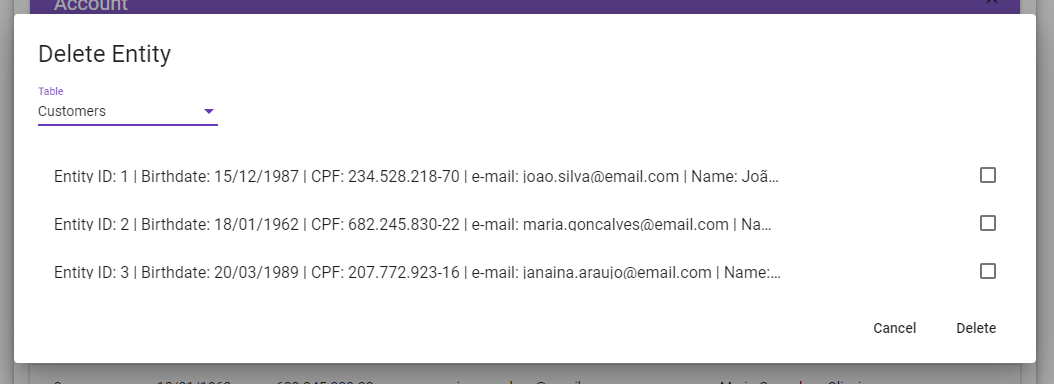 Account
Delete Entity
Table
Customers
Entity ID: 1 | Birthdate: 15/12/1987 | CPF: 234.528.218-70 | e-mail: joao.silva@email.com | Name: Joã...
Entity ID: 2 | Birthdate: 18/01/1962 | CPF: 682.245.830-22 | e-mail: maria.goncalves@email.com | Na...
Entity ID: 3 | Birthdate: 20/03/1989 | CPF: 207.772.923-16 | e-mail: janaina.araujo@email.com | Name:...
Cancel Delete